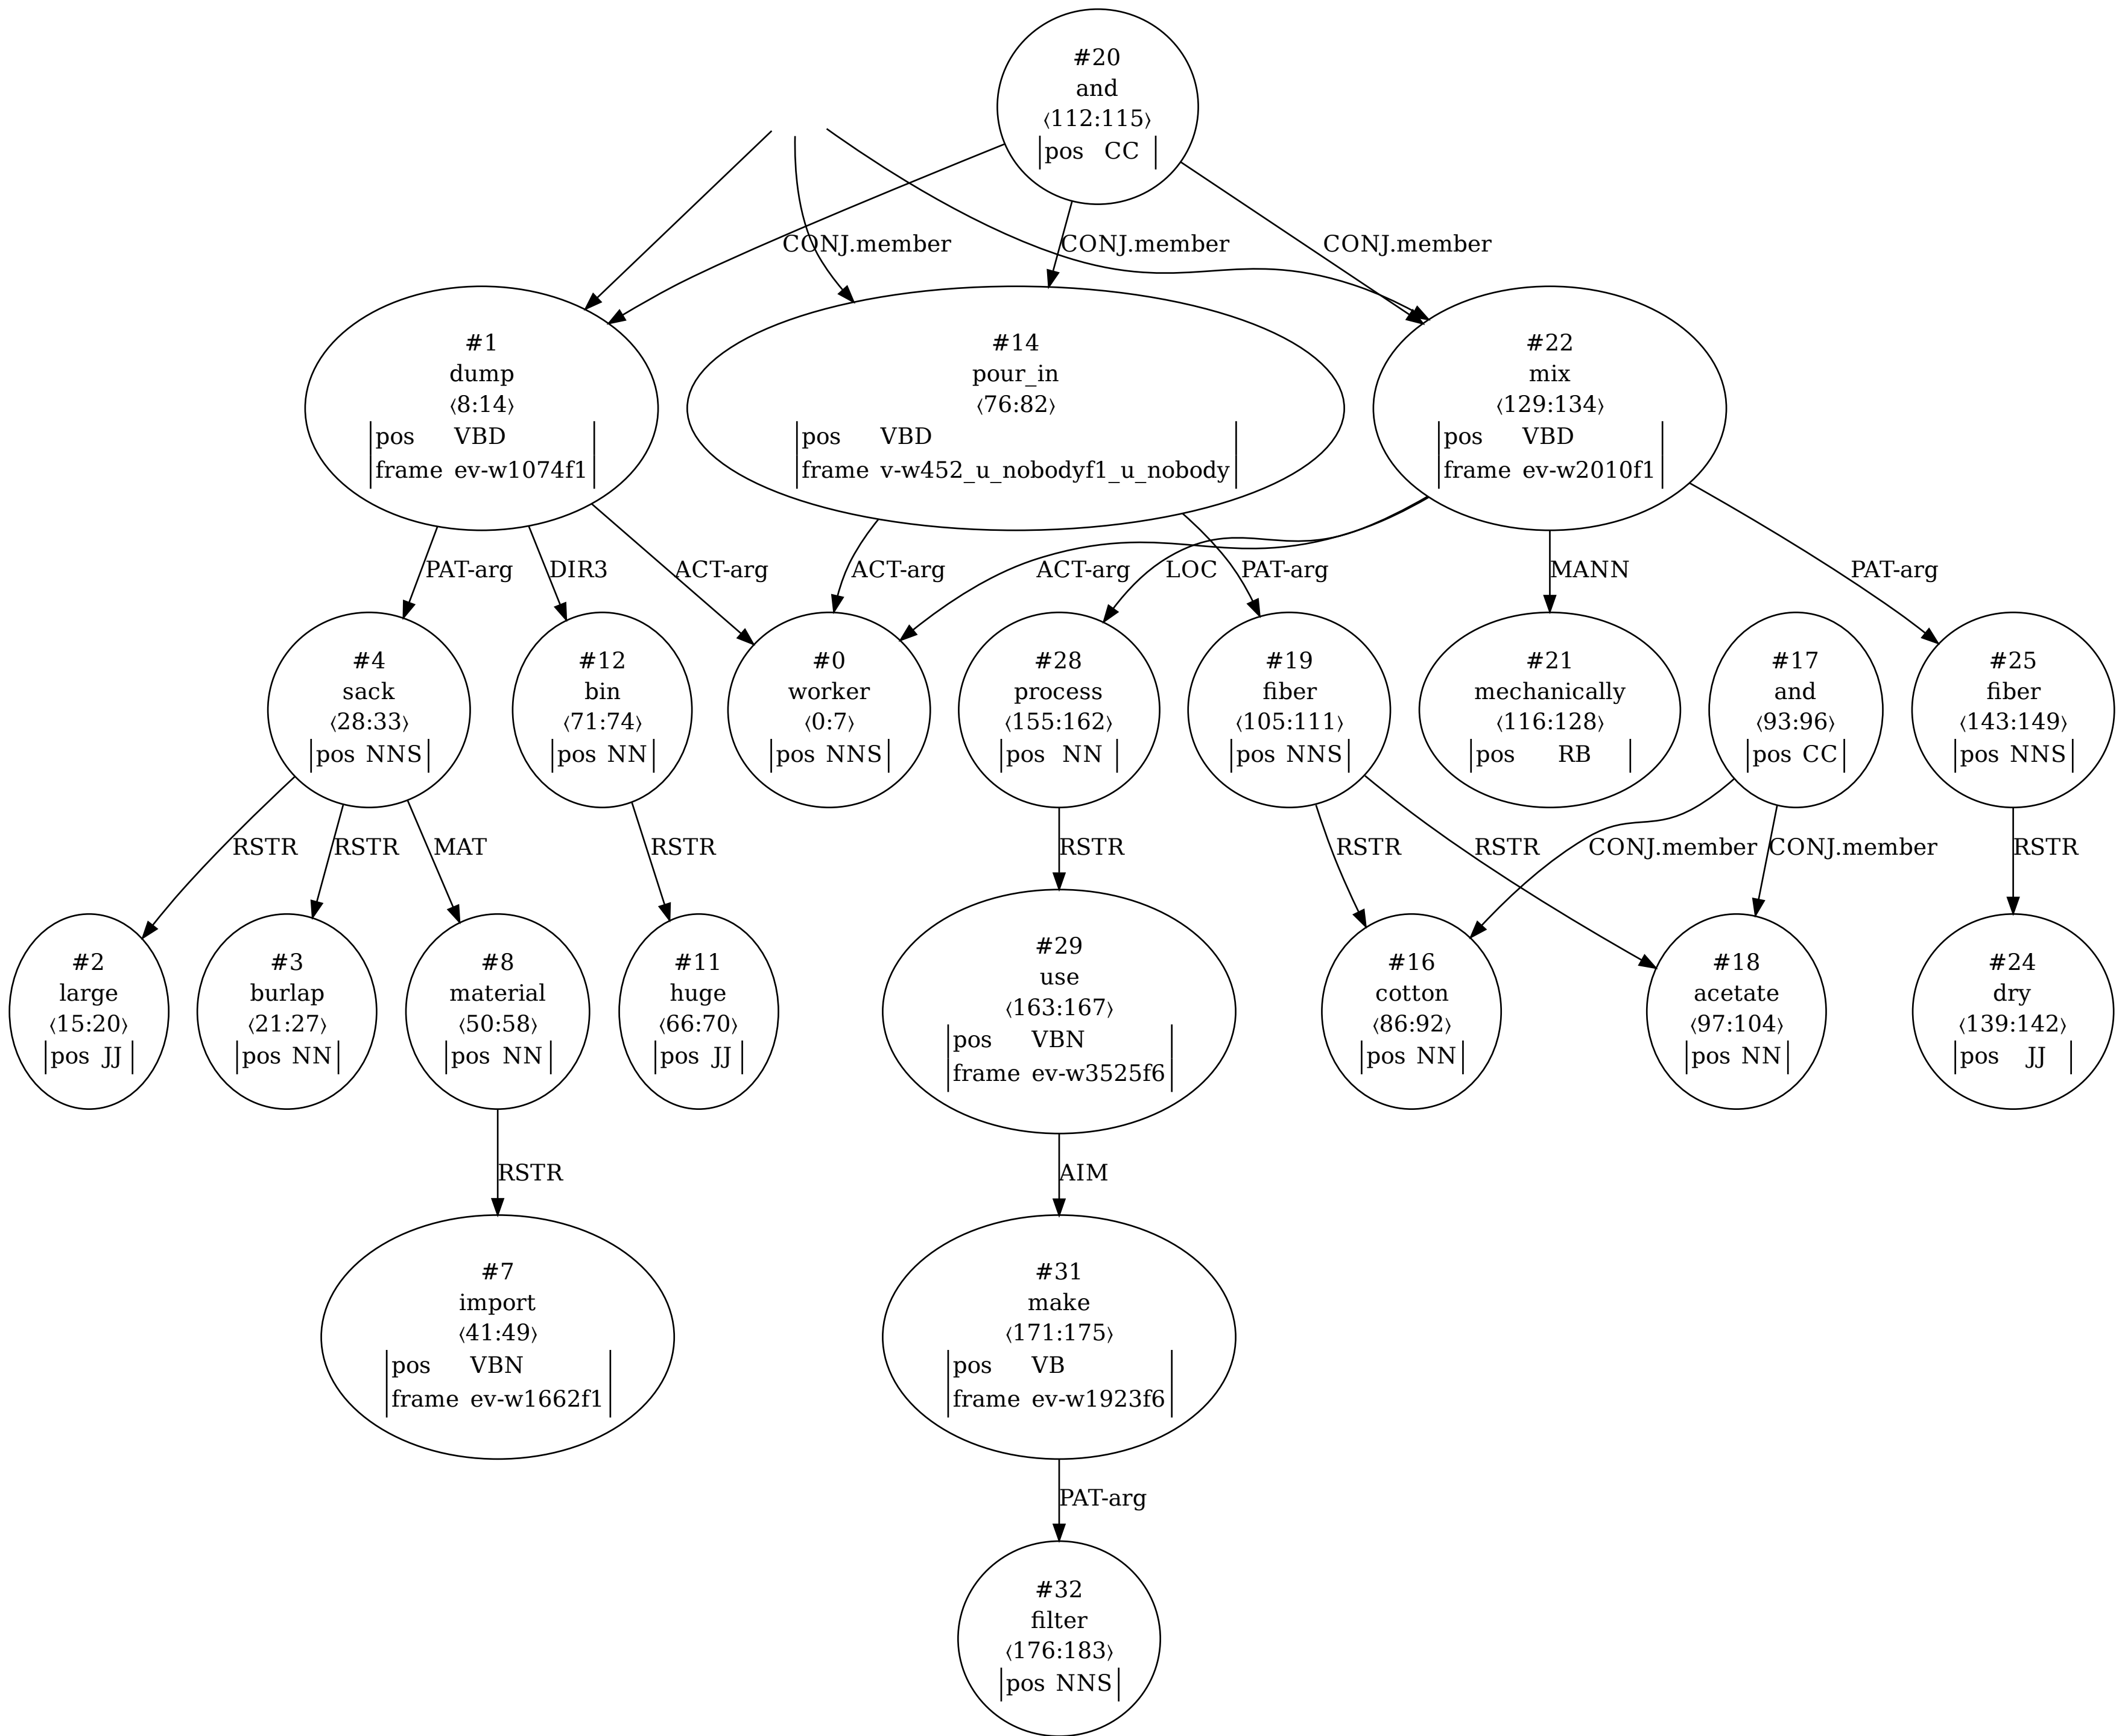 #20
and
⟨112:115⟩
pos CC
CONJ.member
CONJ.member
CONJ.member
#1
dump
⟨8:14⟩
pos VBD
frame ev-w1074f1
#14
pour_in
⟨76:82⟩
pos VBD
frame v-w452_u_nobodyf1_u_nobody
#22
mix
⟨129:134⟩
pos VBD
frame ev-w2010f1
PAT-arg
DIR3
ACT-arg
ACT-arg
ACT-arg
LOC
PAT-arg
MANN
PAT-arg
#4
sack
⟨28:33⟩
pos NNS
#12
bin
⟨71:74⟩
pos NN
#0
worker
⟨0:7⟩
pos NNS
#28
process
⟨155:162⟩
pos NN
#19
fiber
⟨105:111⟩
pos NNS
#21
mechanically
⟨116:128⟩
pos RB
#17
and
⟨93:96⟩
pos CC
#25
fiber
⟨143:149⟩
pos NNS
RSTR
RSTR
MAT
RSTR
RSTR
RSTR
RSTR
CONJ.member
CONJ.member
RSTR
#2
large
⟨15:20⟩
pos JJ
#3
burlap
⟨21:27⟩
pos NN
#8
material
⟨50:58⟩
pos NN
#11
huge
⟨66:70⟩
pos JJ
#29
use
⟨163:167⟩
pos VBN
frame ev-w3525f6
#16
cotton
⟨86:92⟩
pos NN
#18
acetate
⟨97:104⟩
pos NN
#24
dry
⟨139:142⟩
pos JJ
RSTR
AIM
#7
import
⟨41:49⟩
pos VBN
frame ev-w1662f1
#31
make
⟨171:175⟩
pos VB
frame ev-w1923f6
PAT-arg
#32
filter
⟨176:183⟩
pos NNS